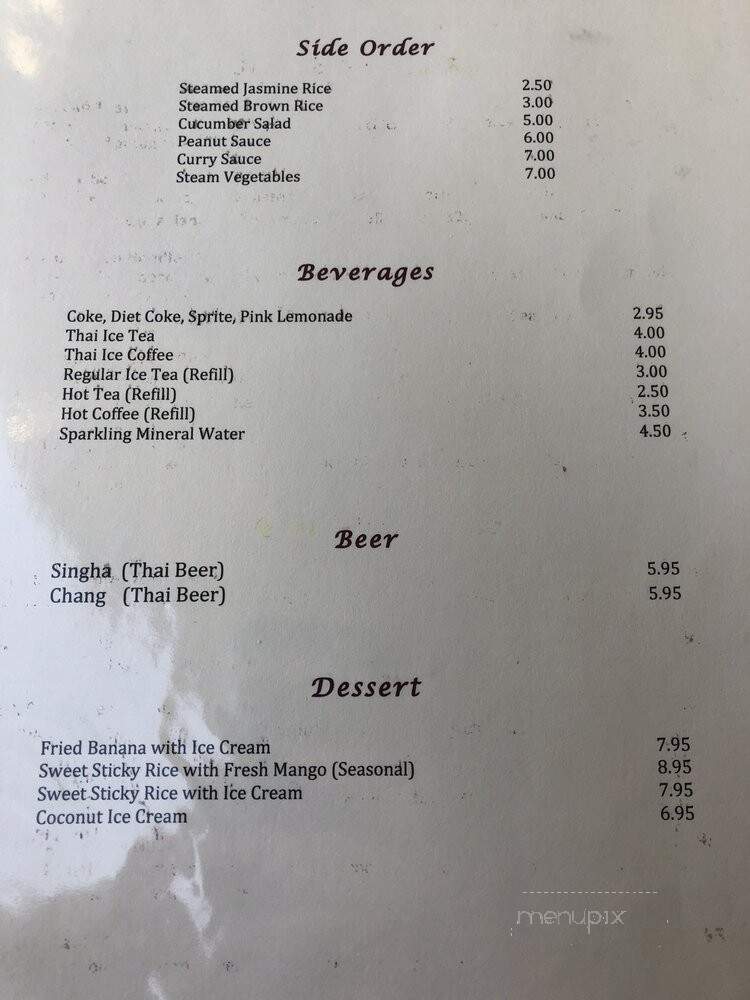 Side Order
Steamed Jasmine Rice 2.50
Steamed Brown Rice 3.00
Cucumber Salad 5.00
Peanut Sauce 6.00
Curry Sauce 7.00
Steam Vegetables 7.00
Beverages
Coke, Diet Coke, Sprite, Pink Lemonade 2.95
Thai Ice Tea 4.00
Thai Ice Coffee 4.00
Regular Ice Tea (Refill) 3.00
Hot Tea (Refill) 2.50
Hot Coffee (Refill) 3.50
Sparkling Mineral Water 4.50
Beer
Singha (Thai Beer) 5.95
Chang (Thai Beer) 5.95
Dessert
Fried Banana with Ice Cream 7.95
Sweet Sticky Rice with Fresh Mango (Seasonal) 8.95
Sweet Sticky Rice with Ice Cream 7.95
Coconut Ice Cream 6.95
menupix